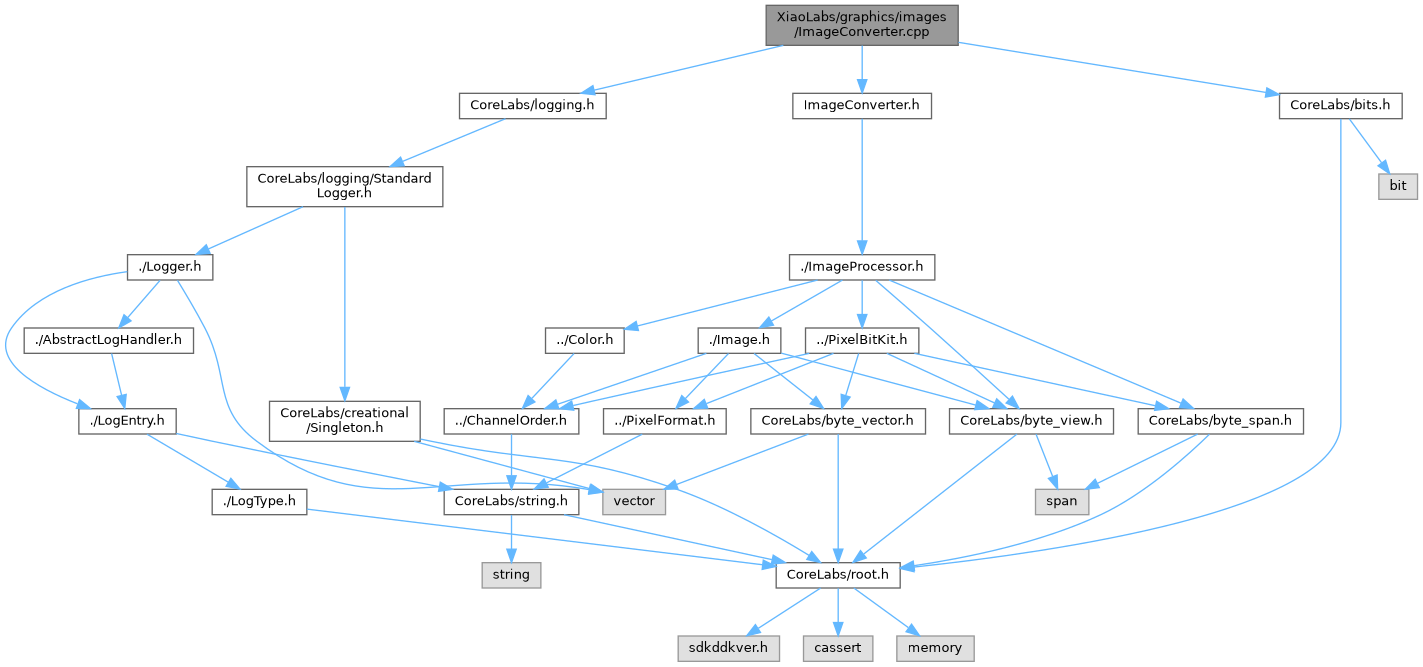 XiaoLabs/graphics/images
/ImageConverter.cpp
CoreLabs/logging.h
ImageConverter.h
CoreLabs/bits.h
CoreLabs/logging/Standard
Logger.h
bit
./Logger.h
./ImageProcessor.h
./AbstractLogHandler.h
../Color.h
./Image.h
../PixelBitKit.h
./LogEntry.h
CoreLabs/creational
/Singleton.h
../ChannelOrder.h
../PixelFormat.h
CoreLabs/byte_vector.h
CoreLabs/byte_view.h
CoreLabs/byte_span.h
./LogType.h
CoreLabs/string.h
vector
span
string
CoreLabs/root.h
sdkddkver.h
cassert
memory